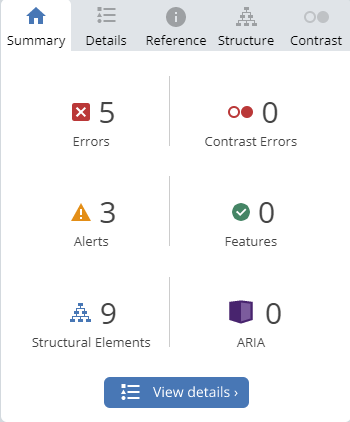 Summary Details Reference Structure Contrast
5 0
Errors Contrast Errors
3 0
Alerts Features
9 0
Structural Elements ARIA
View details ›